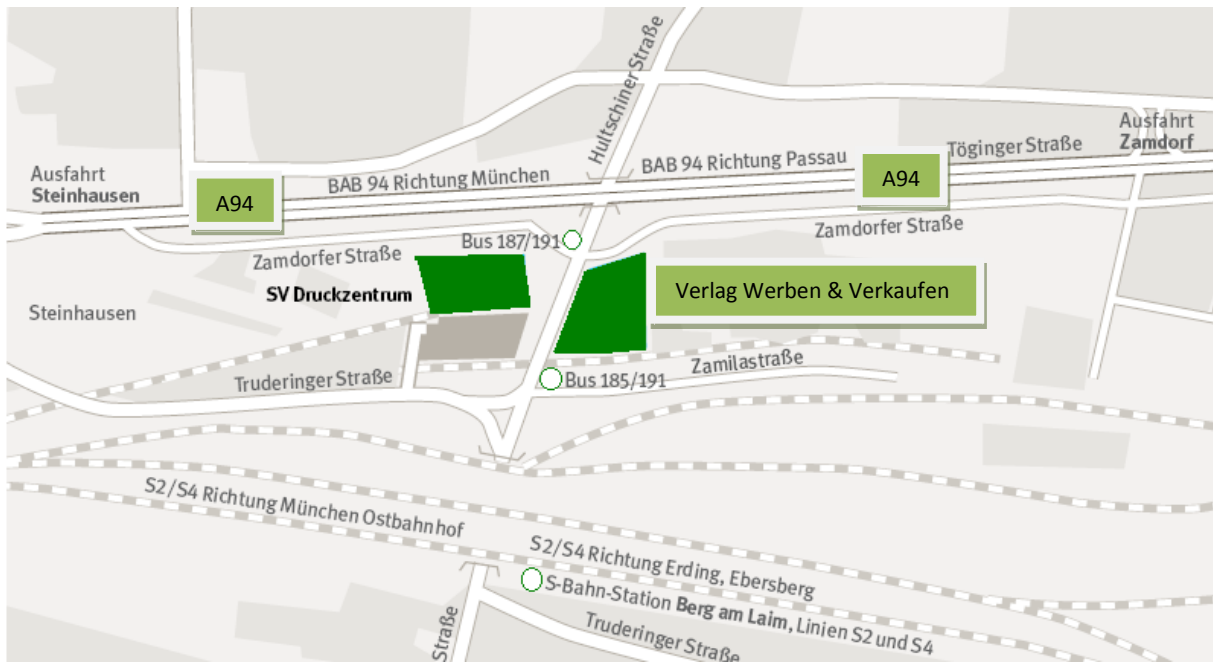 Hultschiner Straße
Ausfahrt
Zamdorf
Töginger Straße
BAB 94 Richtung Passau
A94
BAB 94 Richtung München
A94
Ausfahrt
Steinhausen
Zamdorfer Straße
Bus 187/191
Zamdorfer Straße
SV Druckzentrum
Verlag Werben & Verkaufen
Steinhausen
Zamilastraße
Truderinger Straße
Bus 185/191
S2/S4 Richtung München Ostbahnhof
S2/S4 Richtung Erding, Ebersberg
S-Bahn-Station Berg am Laim, Linien S2 und S4
Straße
Truderinger Straße